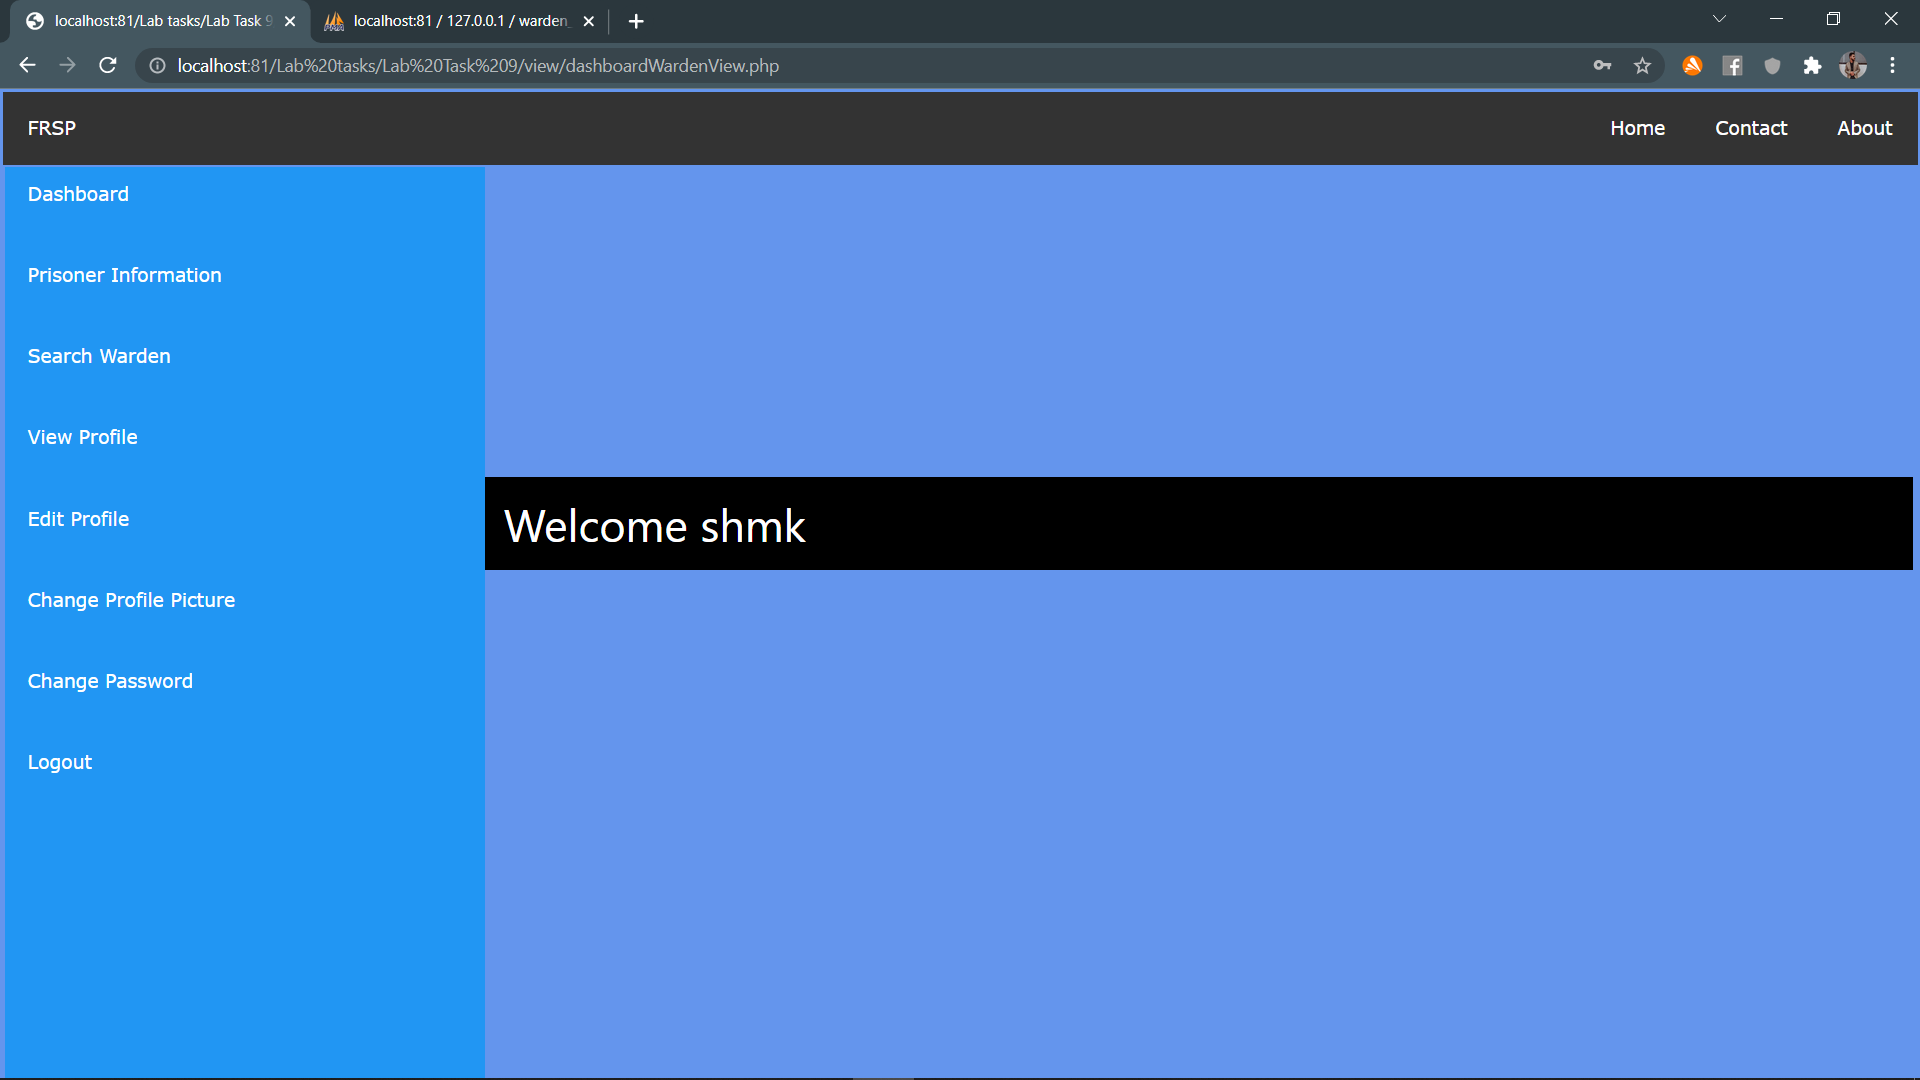 localhost:81/Lab tasks/Lab Task 9
localhost:81 / 127.0.0.1 / warden_
localhost:81/Lab%20tasks/Lab%20Task%209/view/dashboardWardenView.php
FRSP
Home
Contact
About
Dashboard
Prisoner Information
Search Warden
View Profile
Edit Profile
Change Profile Picture
Change Password
Logout
Welcome shmk